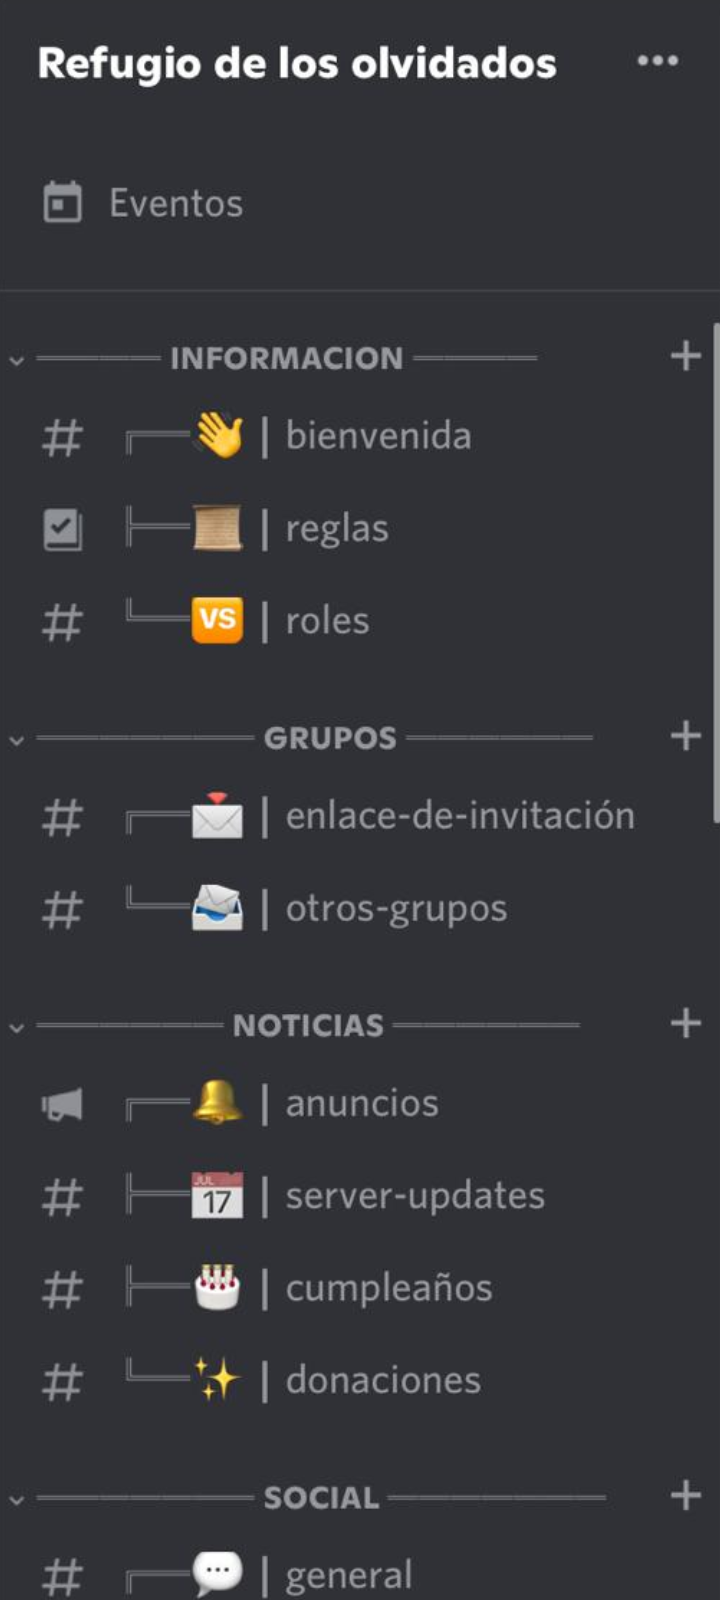 Refugio de los olvidados
Eventos
INFORMACION
👋 | bienvenida
📜 | reglas
🆚 | roles
GRUPOS
📩 | enlace-de-invitación
📨 | otros-grupos
NOTICIAS
🔔 | anuncios
📅 | server-updates
🎂 | cumpleaños
✨ | donaciones
SOCIAL
💬 | general